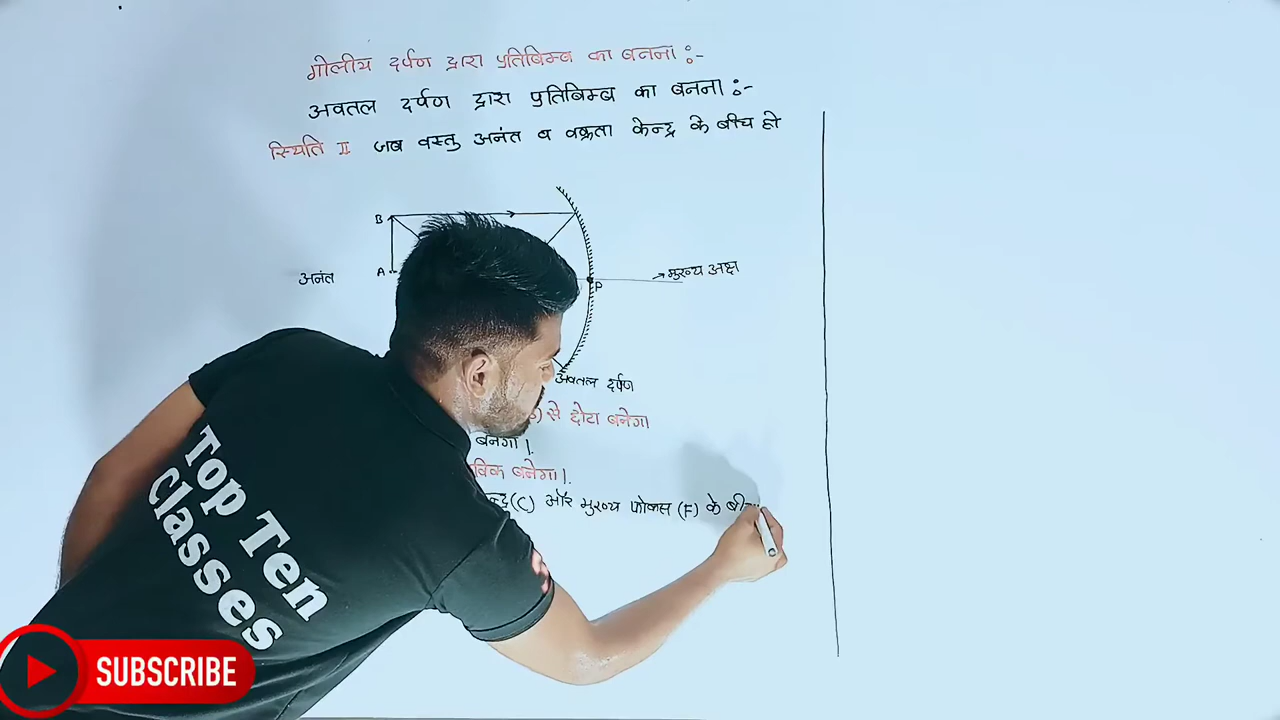 गोलीय दर्पण द्वारा प्रतिबिम्ब का बनना :-
अवतल दर्पण द्वारा प्रतिबिम्ब का बनना :-
स्थिति II जब वस्तु अनंत व वक्रता केन्द्र के बीच हो
B
अनंत A P मुख्य अक्ष
अवतल दर्पण
से छोटा बनेगा
बनेगा।
बनेगा।
(C) और मुख्य फोकस (F) के
Top Ten
Classes
SUBSCRIBE